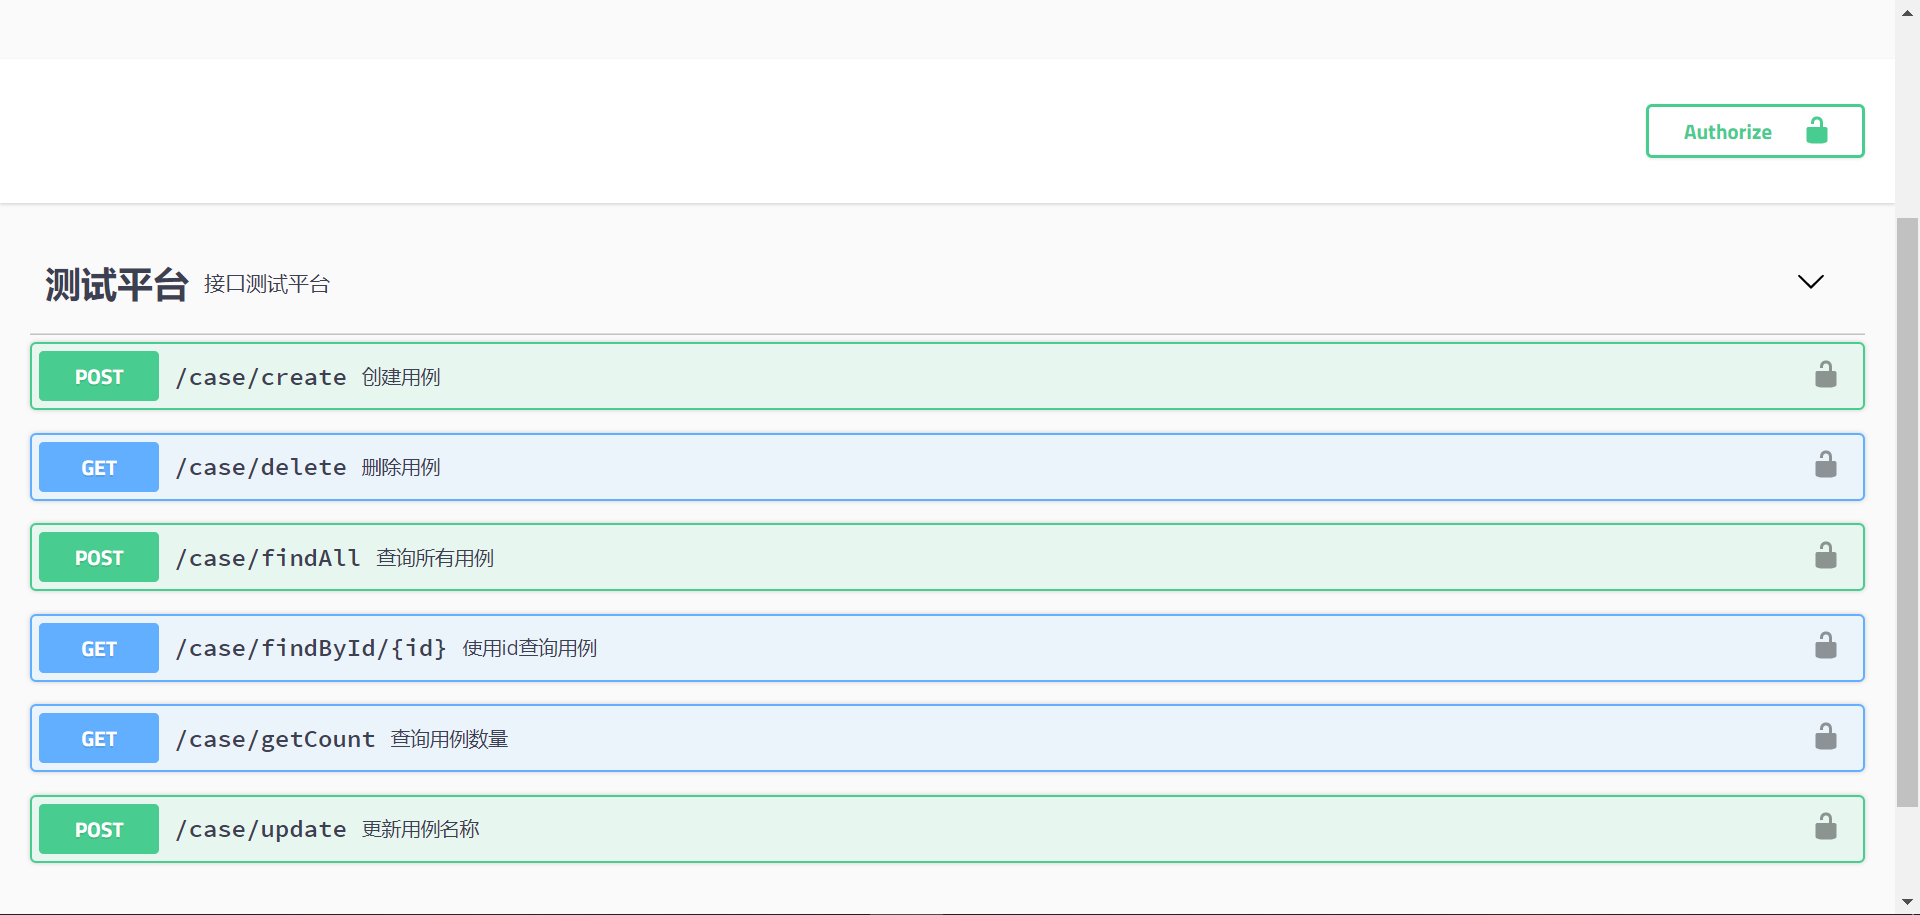 Authorize
测试平台 接口测试平台
POST /case/create 创建用例
GET /case/delete 删除用例
POST /case/findAll 查询所有用例
GET /case/findById/{id} 使用id查询用例
GET /case/getCount 查询用例数量
POST /case/update 更新用例名称